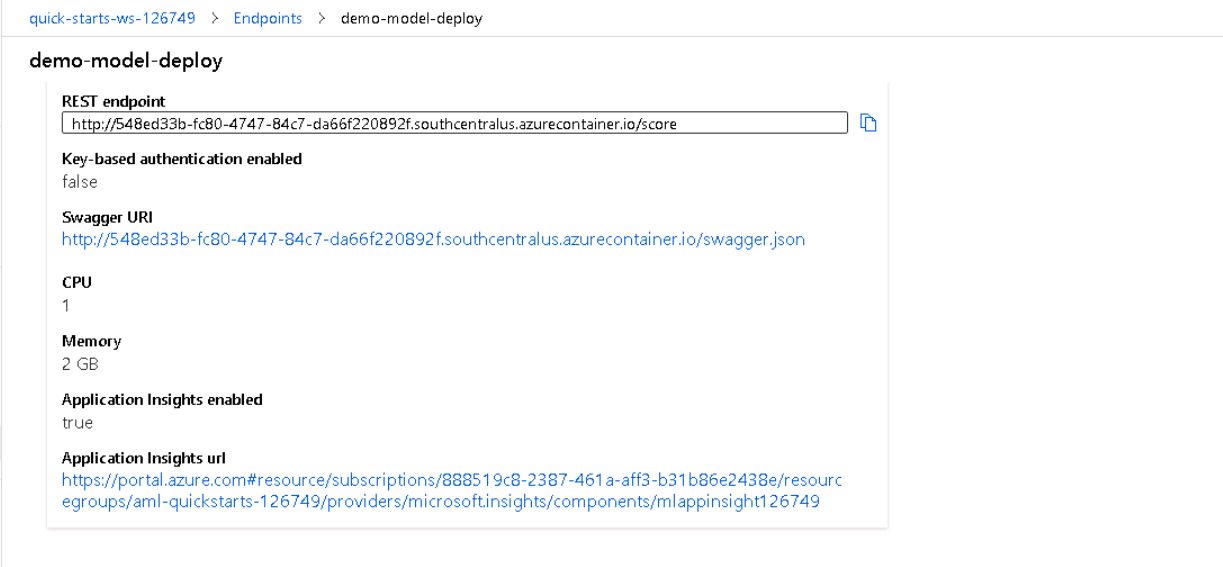 quick-starts-ws-126749 > Endpoints > demo-model-deploy
demo-model-deploy
REST endpoint
http://548ed33b-fc80-4747-84c7-da66f220892f.southcentralus.azurecontainer.io/score
Key-based authentication enabled
false
Swagger URI
http://548ed33b-fc80-4747-84c7-da66f220892f.southcentralus.azurecontainer.io/swagger.json
CPU
1
Memory
2 GB
Application Insights enabled
true
Application Insights url
https://portal.azure.com#resource/subscriptions/888519c8-2387-461a-aff3-b31b86e2438e/resourc
egroups/aml-quickstarts-126749/providers/microsoft.insights/components/mlappinsight126749